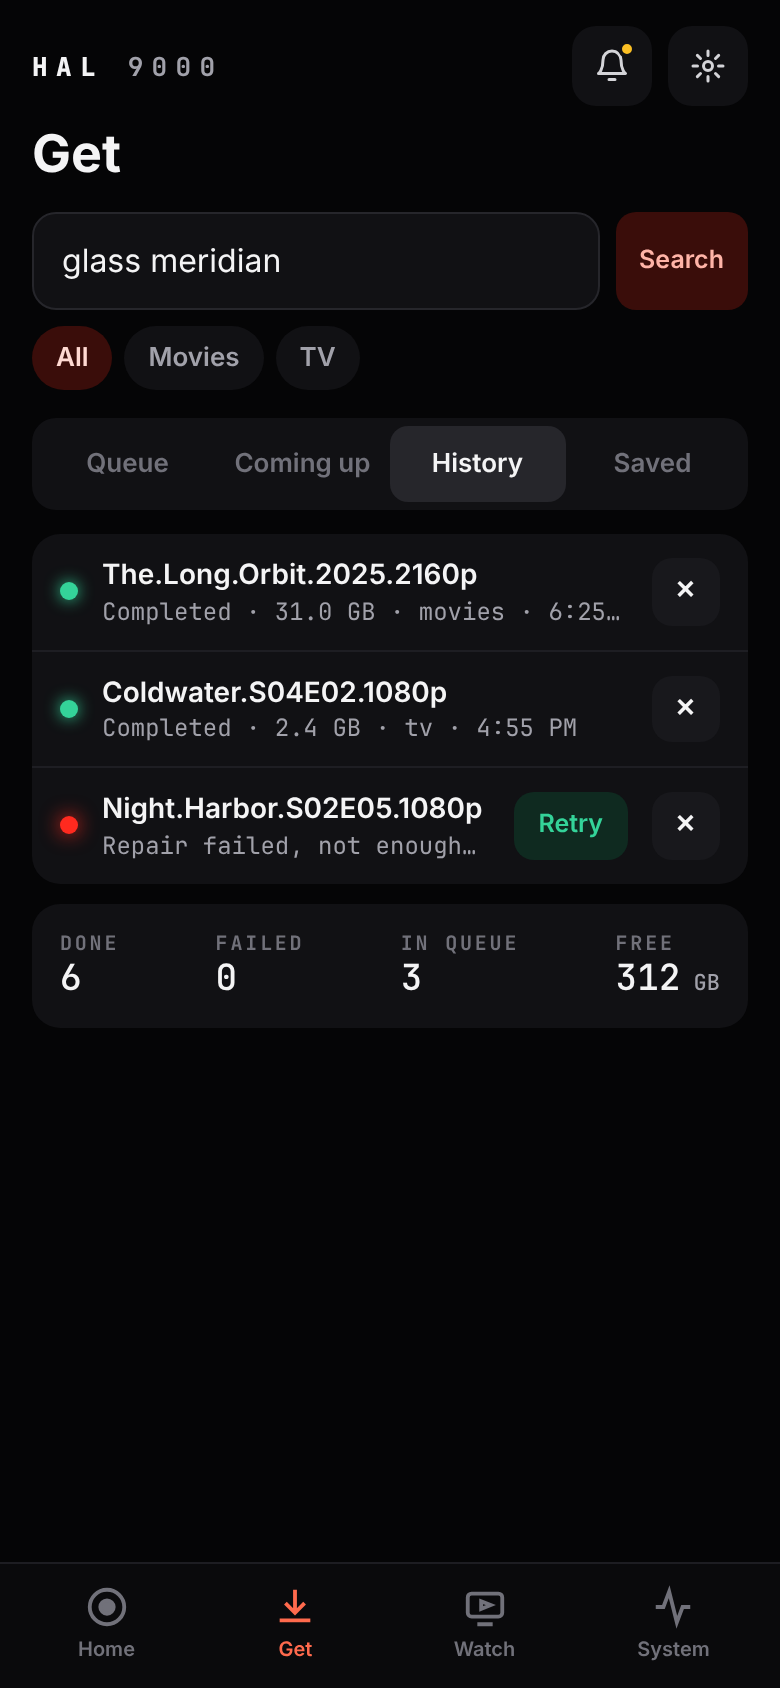 HAL 9000
Get
glass meridian
Search
All
Movies
TV
Queue
Coming up
History
Saved
The.Long.Orbit.2025.2160p
Completed · 31.0 GB · movies · 6:25…
×
Coldwater.S04E02.1080p
Completed · 2.4 GB · tv · 4:55 PM
×
Night.Harbor.S02E05.1080p
Repair failed, not enough…
Retry
×
DONE
6
FAILED
0
IN QUEUE
3
FREE
312 GB
Home
Get
Watch
System